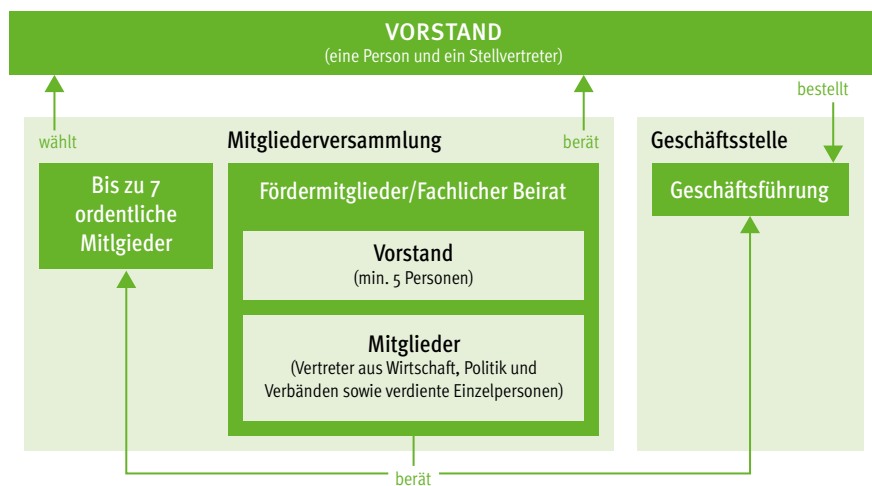 VORSTAND
(eine Person und ein Stellvertreter)
bestellt
wählt
Mitgliederversammlung
berät
Geschäftsstelle
Bis zu 7
ordentliche
Mitlgieder
Fördermitglieder/Fachlicher Beirat
Geschäftsführung
Vorstand
(min. 5 Personen)
Mitglieder
(Vertreter aus Wirtschaft, Politik und
Verbänden sowie verdiente Einzelpersonen)
berät